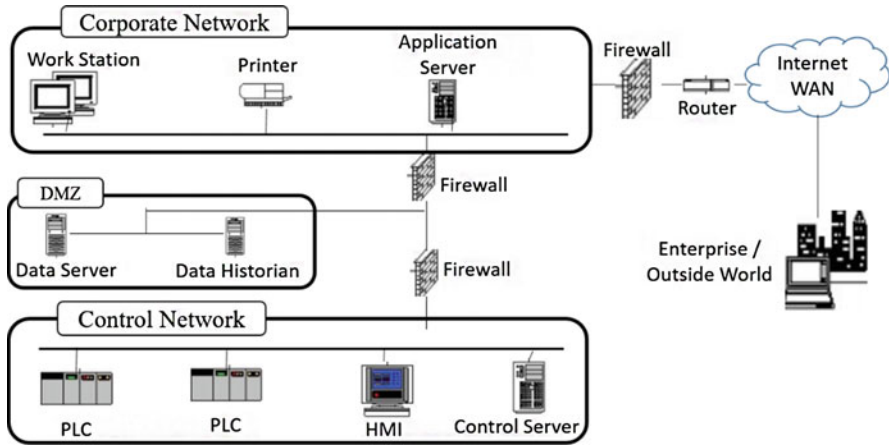 Corporate Network
Work Station
Printer
Application
Server
Firewall
Router
Internet
WAN
Firewall
DMZ
Data Server
Data Historian
Firewall
Enterprise /
Outside World
Control Network
PLC
PLC
HMI
Control Server